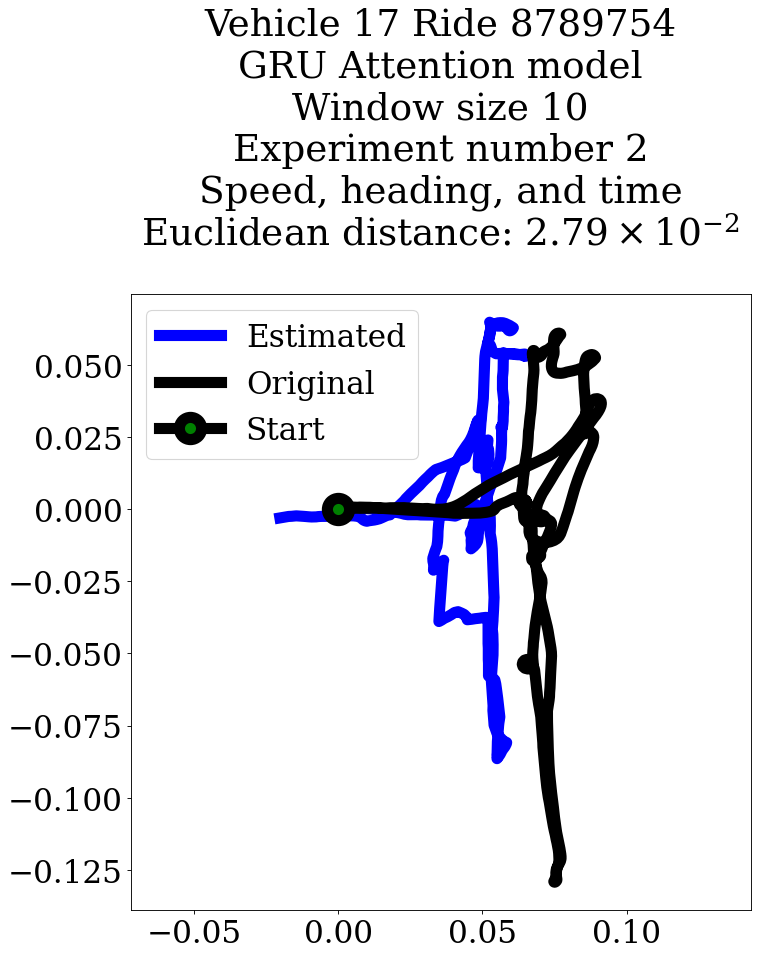 Vehicle 17 Ride 8789754
GRU Attention model
Window size 10
Experiment number 2
Speed, heading, and time
Euclidean distance: 2.79 × 10⁻²
Estimated
Original
Start
0.050
0.025
0.000
−0.025
−0.050
−0.075
−0.100
−0.125
−0.05 0.00 0.05 0.10